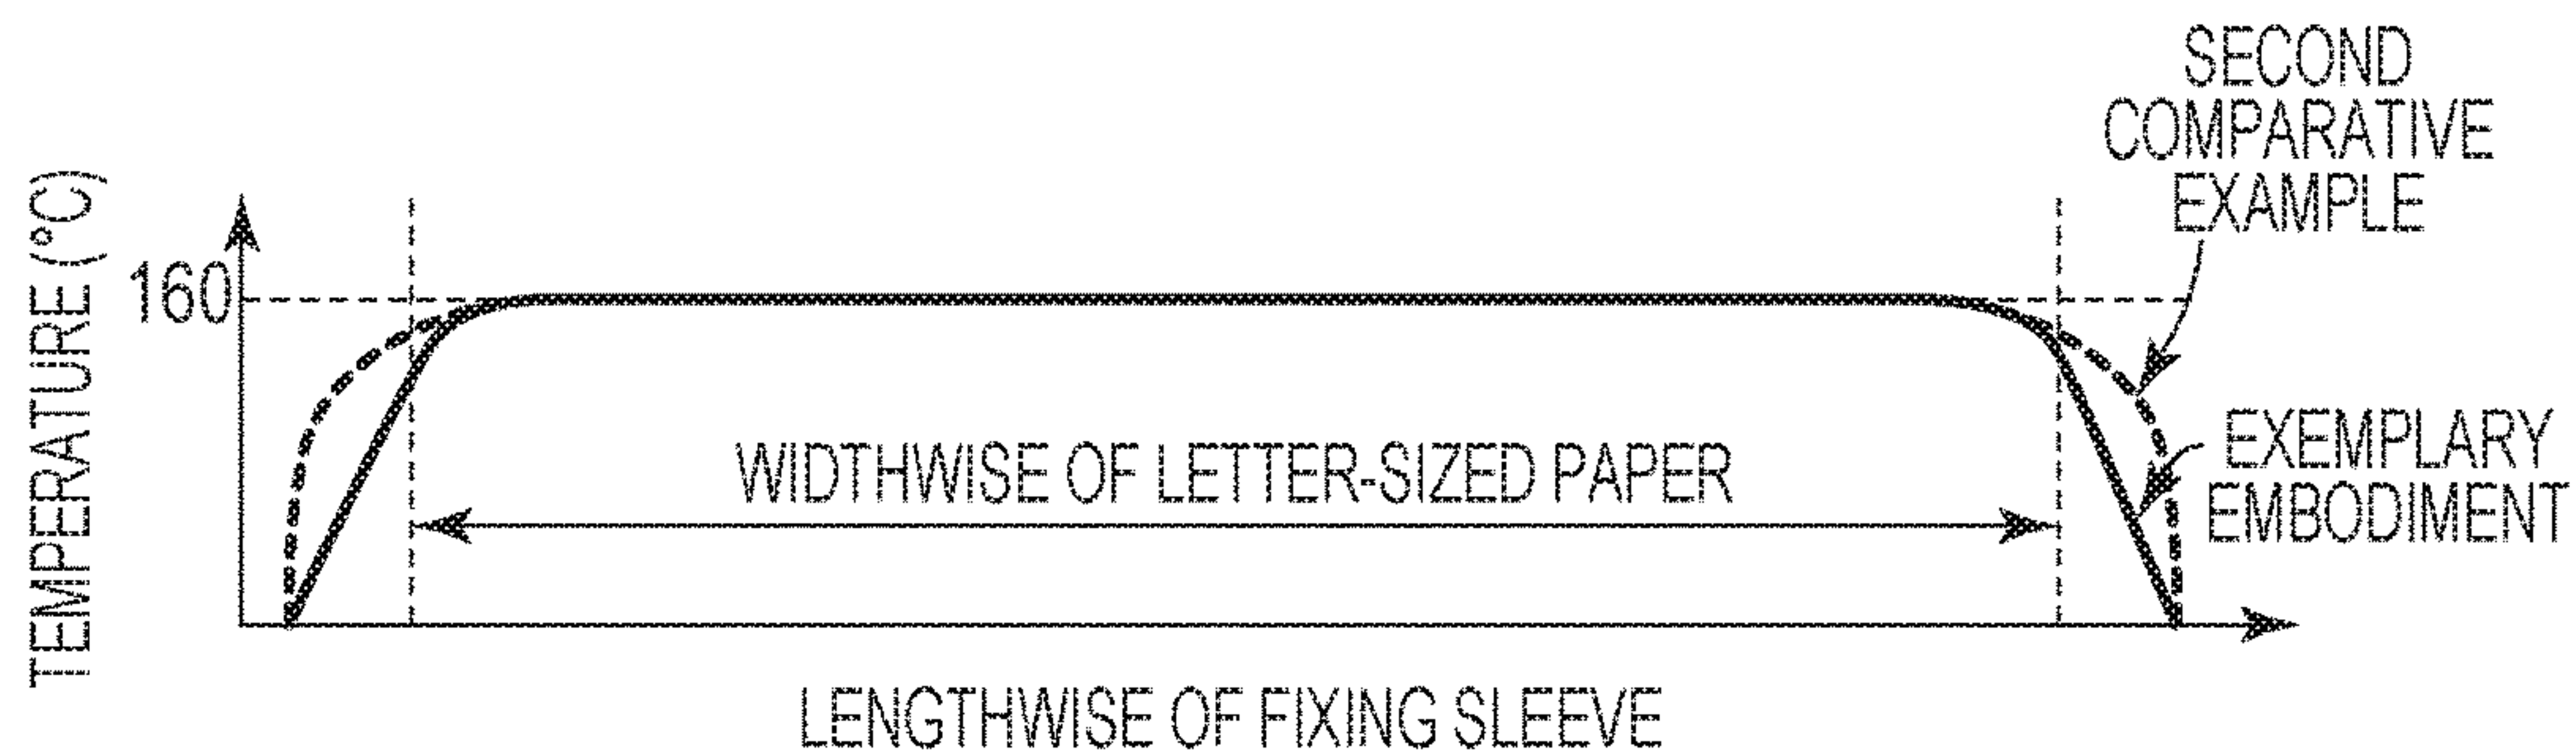 SECOND
COMPARATIVE
EXAMPLE
TEMPERATURE (°C)
160
WIDTHWISE OF LETTER-SIZED PAPER
EXEMPLARY
EMBODIMENT
LENGTHWISE OF FIXING SLEEVE